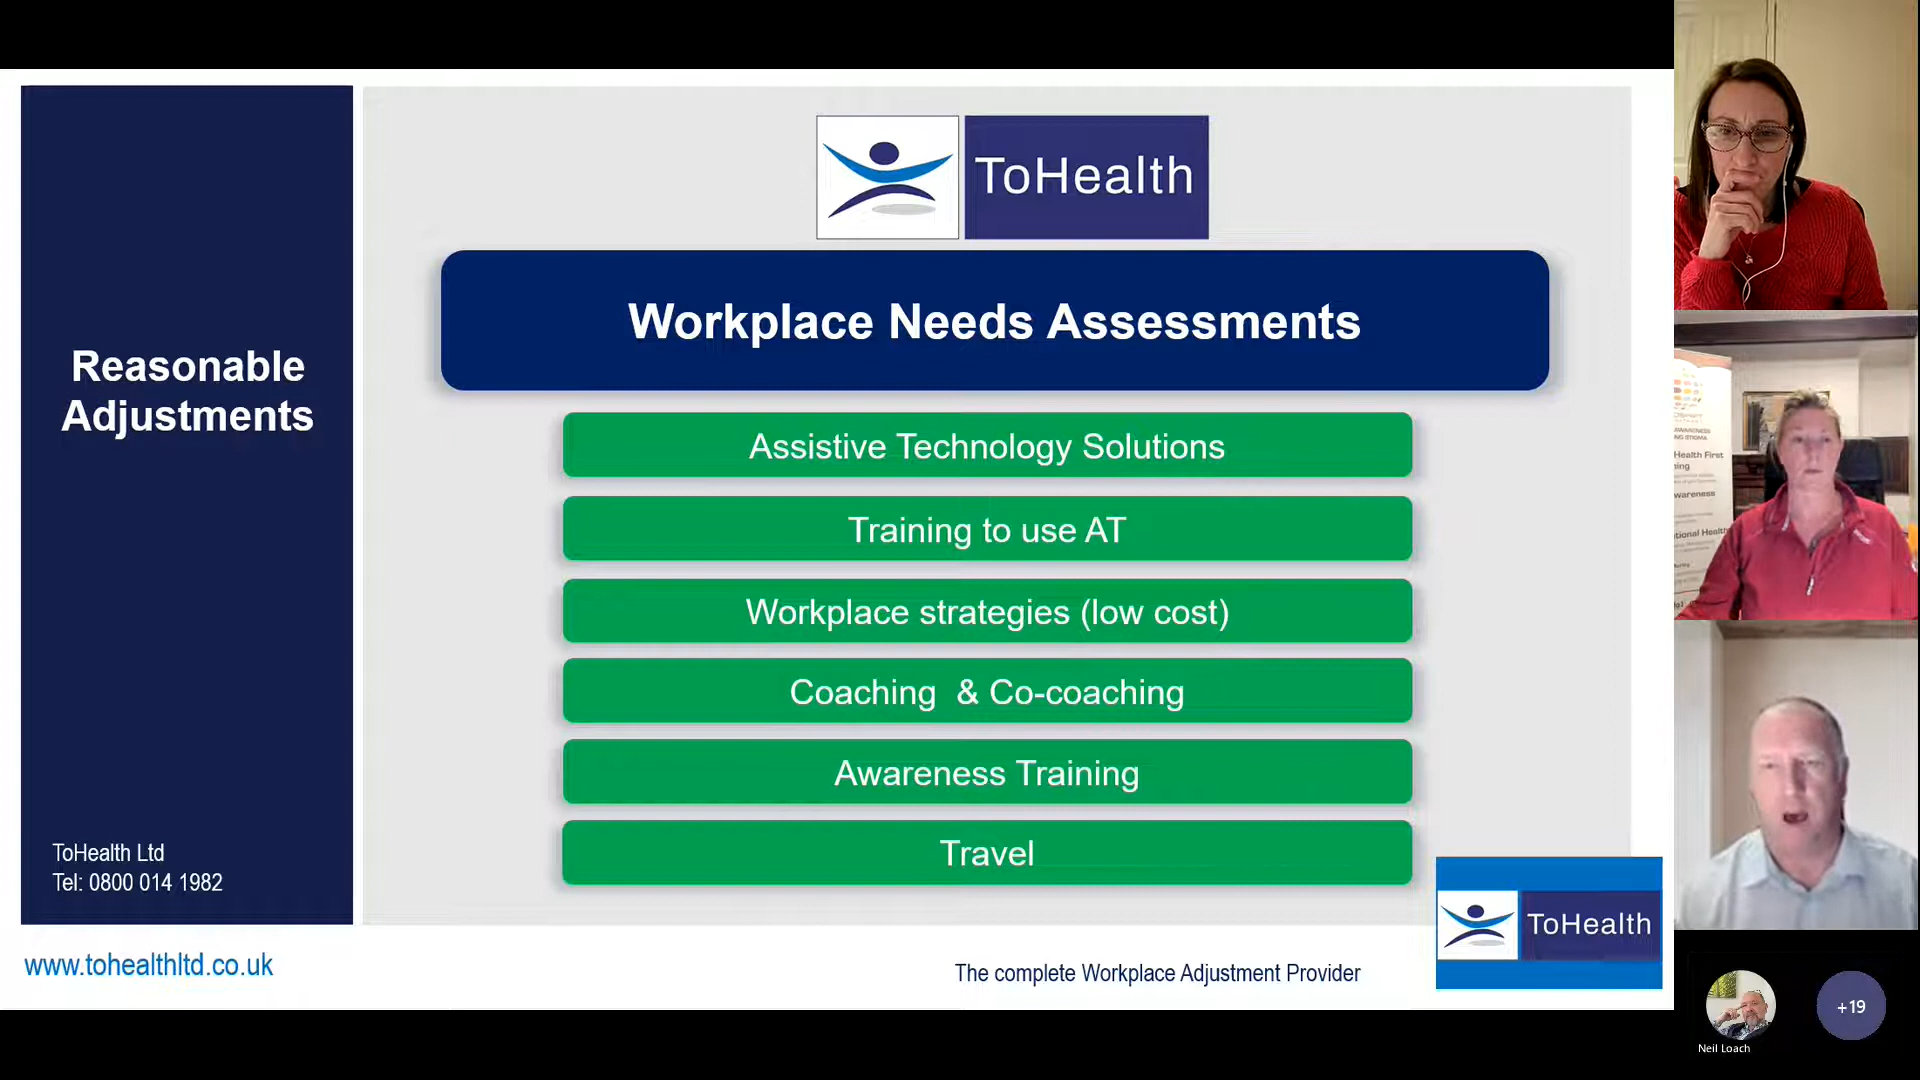 Reasonable
Adjustments
ToHealth Ltd
Tel: 0800 014 1982
www.tohealthltd.co.uk
ToHealth
Workplace Needs Assessments
Assistive Technology Solutions
Training to use AT
Workplace strategies (low cost)
Coaching & Co-coaching
Awareness Training
Travel
The complete Workplace Adjustment Provider
ToHealth
Health First
+19
Neil Loach